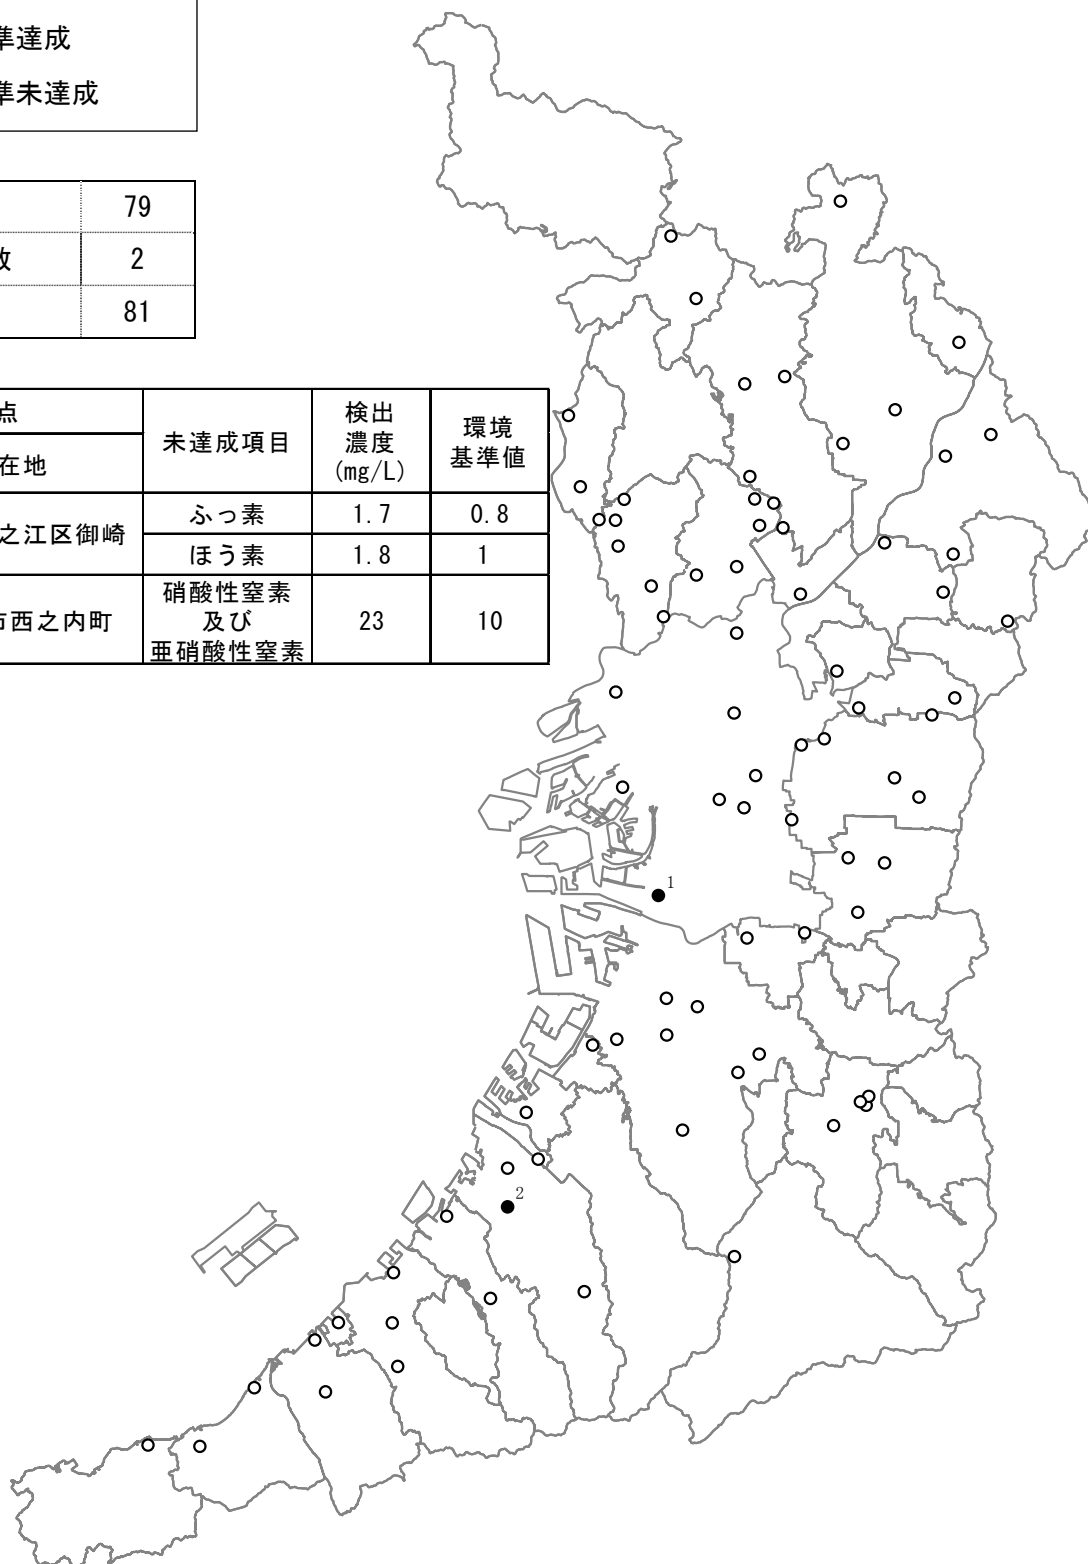 準達成
準未達成
79
数 2
81
点 未達成項目 検出濃度(mg/L) 環境基準値
在地
之江区御崎 ふっ素 1.7 0.8
ほう素 1.8 1
市西之内町 硝酸性窒素及び亜硝酸性窒素 23 10
1
2